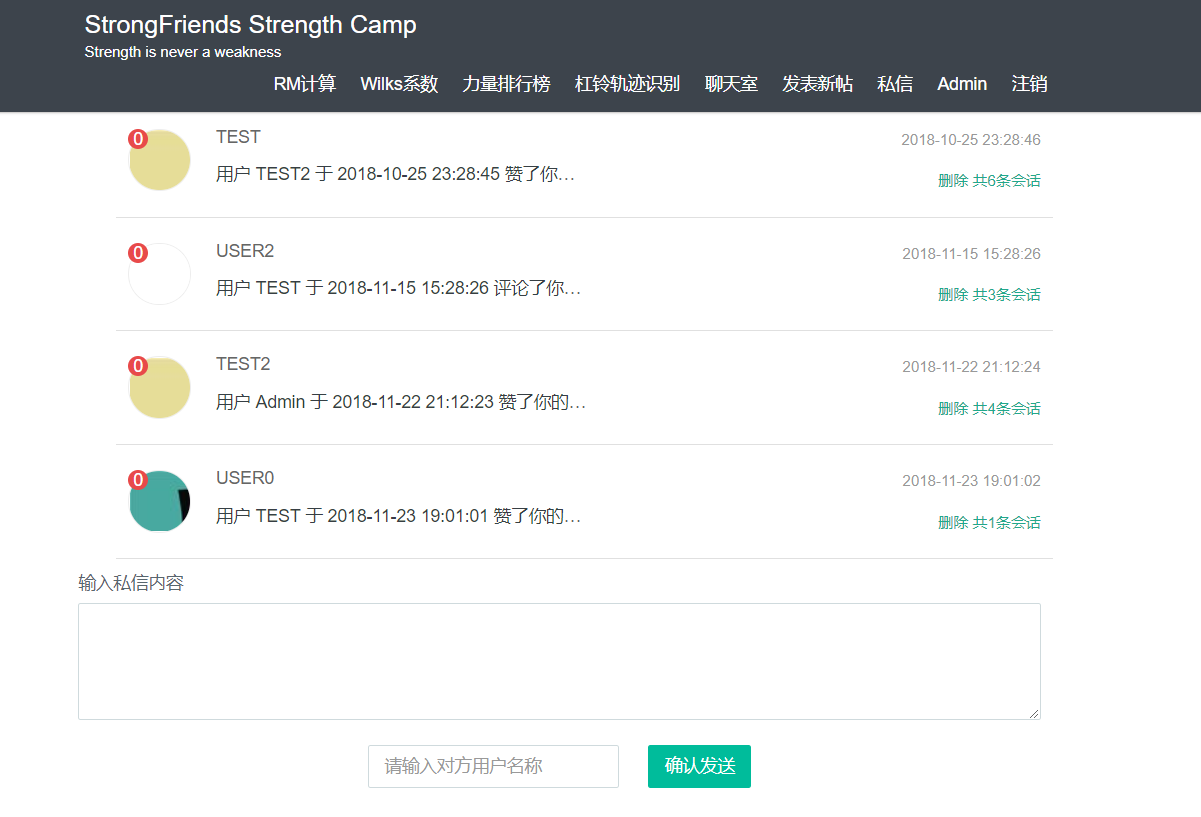 StrongFriends Strength Camp
Strength is never a weakness
RM计算 Wilks系数 力量排行榜 杠铃轨迹识别 聊天室 发表新帖 私信 Admin 注销
0 TEST 2018-10-25 23:28:46
用户 TEST2 于 2018-10-25 23:28:45 赞了你… 删除 共6条会话
0 USER2 2018-11-15 15:28:26
用户 TEST 于 2018-11-15 15:28:26 评论了你… 删除 共3条会话
0 TEST2 2018-11-22 21:12:24
用户 Admin 于 2018-11-22 21:12:23 赞了你的… 删除 共4条会话
0 USER0 2018-11-23 19:01:02
用户 TEST 于 2018-11-23 19:01:01 赞了你的… 删除 共1条会话
输入私信内容
请输入对方用户名称 确认发送